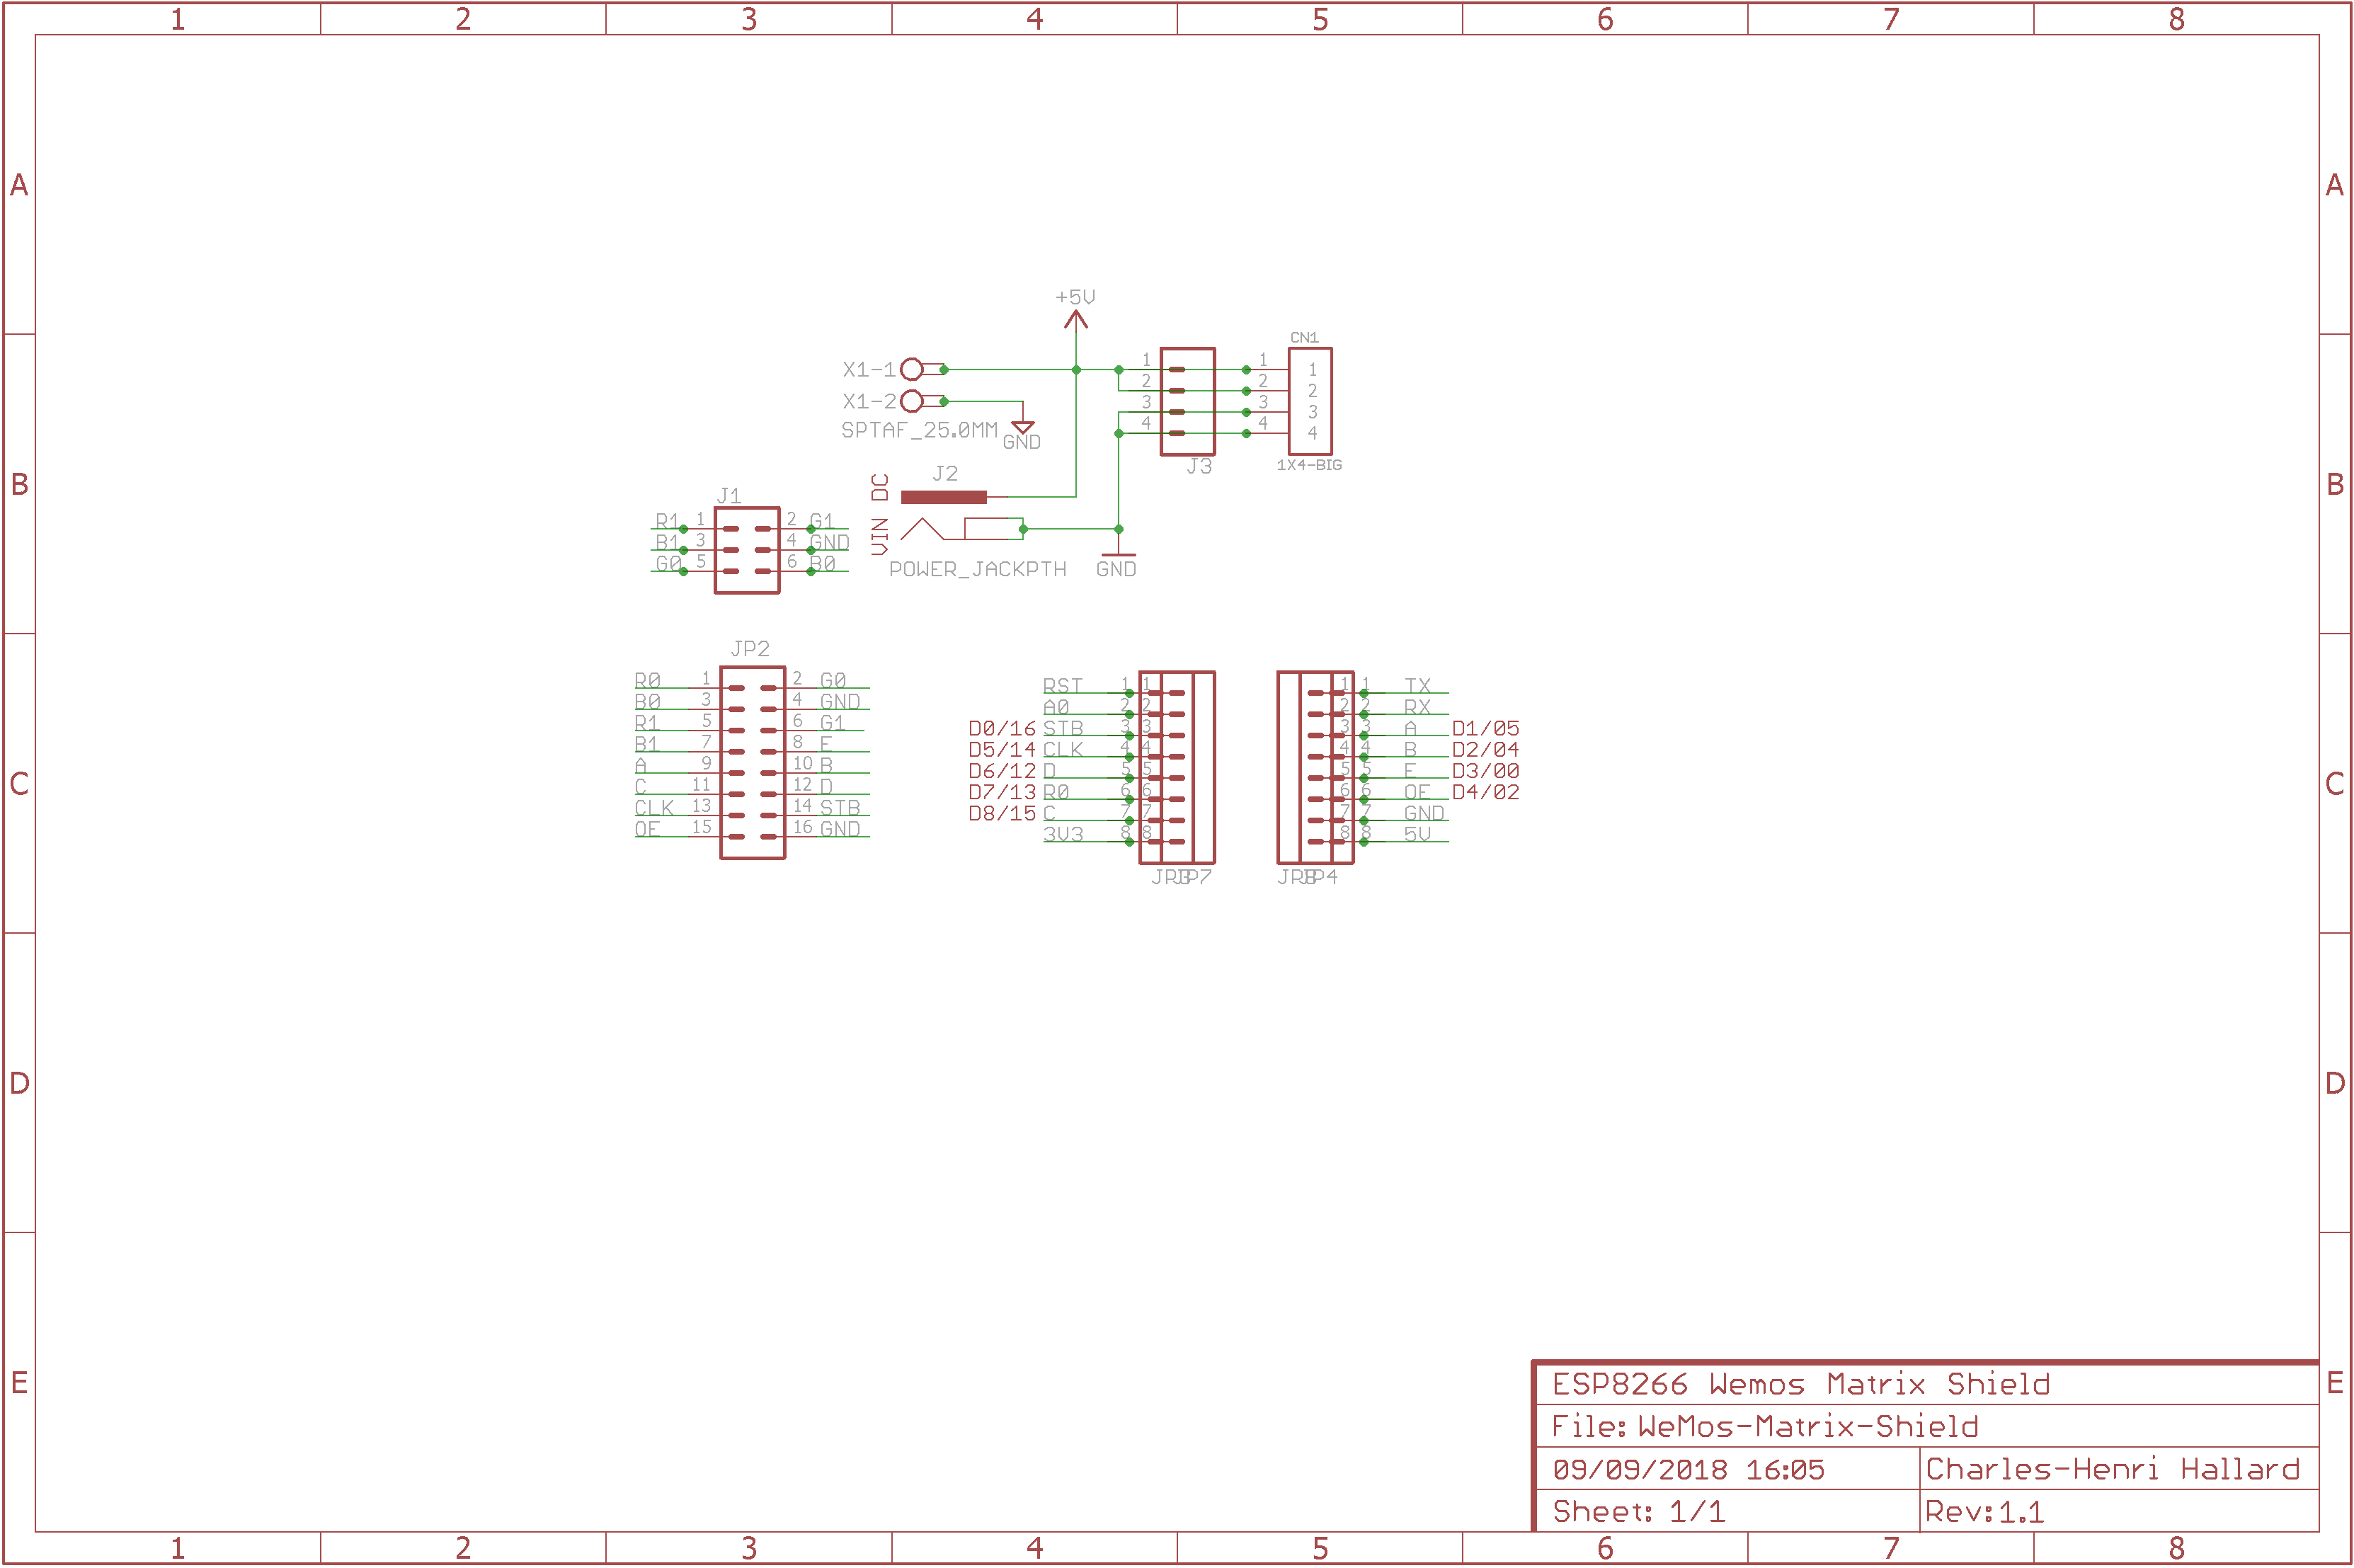 1 2 3 4 5 6 7 8
A A
+5V
CN1
X1-1 1 1 1
2 2 2
X1-2 3 3 3
4 4 4
SPTAF_25.0MM GND
J3 1X4-BIG
B B
J2
VIN DC
J1
R1 1 2 G1
B1 3 4 GND
G0 5 6 B0
POWER_JACKPTH GND
JP2
R0 1 2 G0
B0 3 4 GND
R1 5 6 G1
B1 7 8 E
A 9 10 B
C 11 12 D
CLK 13 14 STB
OE 15 16 GND
RST 1 1 1 1 TX
A0 2 2 2 2 RX
D0/16 STB 3 3 3 3 A D1/05
D5/14 CLK 4 4 4 4 B D2/04
D6/12 D 5 5 5 5 E D3/00
D7/13 R0 6 6 6 6 OE D4/02
D8/15 C 7 7 7 7 GND
3V3 8 8 8 8 5V
JP3 JP7 JP8 JP4
C C
D D
E E
ESP8266 Wemos Matrix Shield
File: WeMos-Matrix-Shield
09/09/2018 16:05 Charles-Henri Hallard
Sheet: 1/1 Rev:1.1
1 2 3 4 5 6 7 8